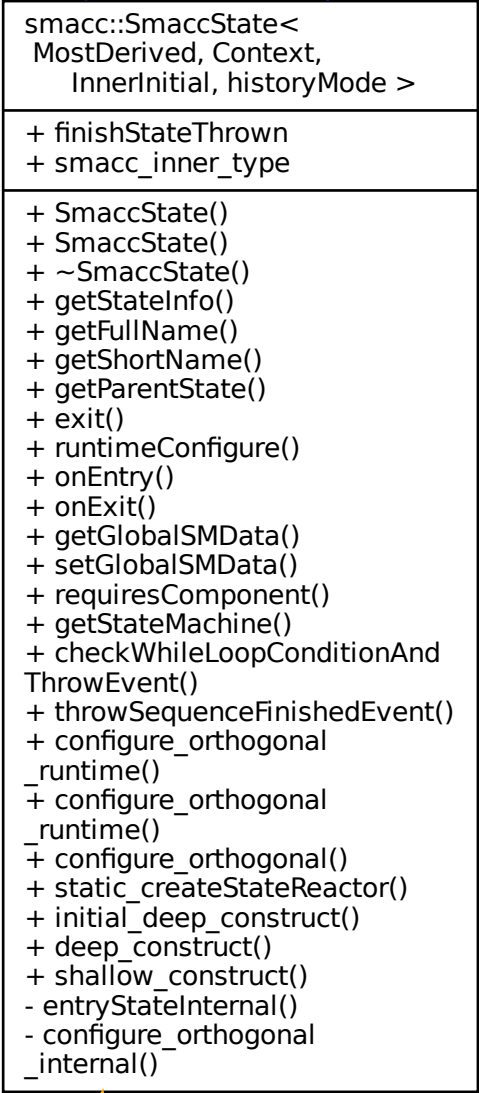 smacc::SmaccState<
MostDerived, Context,
InnerInitial, historyMode >
+ finishStateThrown
+ smacc_inner_type
+ SmaccState()
+ SmaccState()
+ ~SmaccState()
+ getStateInfo()
+ getFullName()
+ getShortName()
+ getParentState()
+ exit()
+ runtimeConfigure()
+ onEntry()
+ onExit()
+ getGlobalSMData()
+ setGlobalSMData()
+ requiresComponent()
+ getStateMachine()
+ checkWhileLoopConditionAnd
ThrowEvent()
+ throwSequenceFinishedEvent()
+ configure_orthogonal
_runtime()
+ configure_orthogonal
_runtime()
+ configure_orthogonal()
+ static_createStateReactor()
+ initial_deep_construct()
+ deep_construct()
+ shallow_construct()
- entryStateInternal()
- configure_orthogonal
_internal()